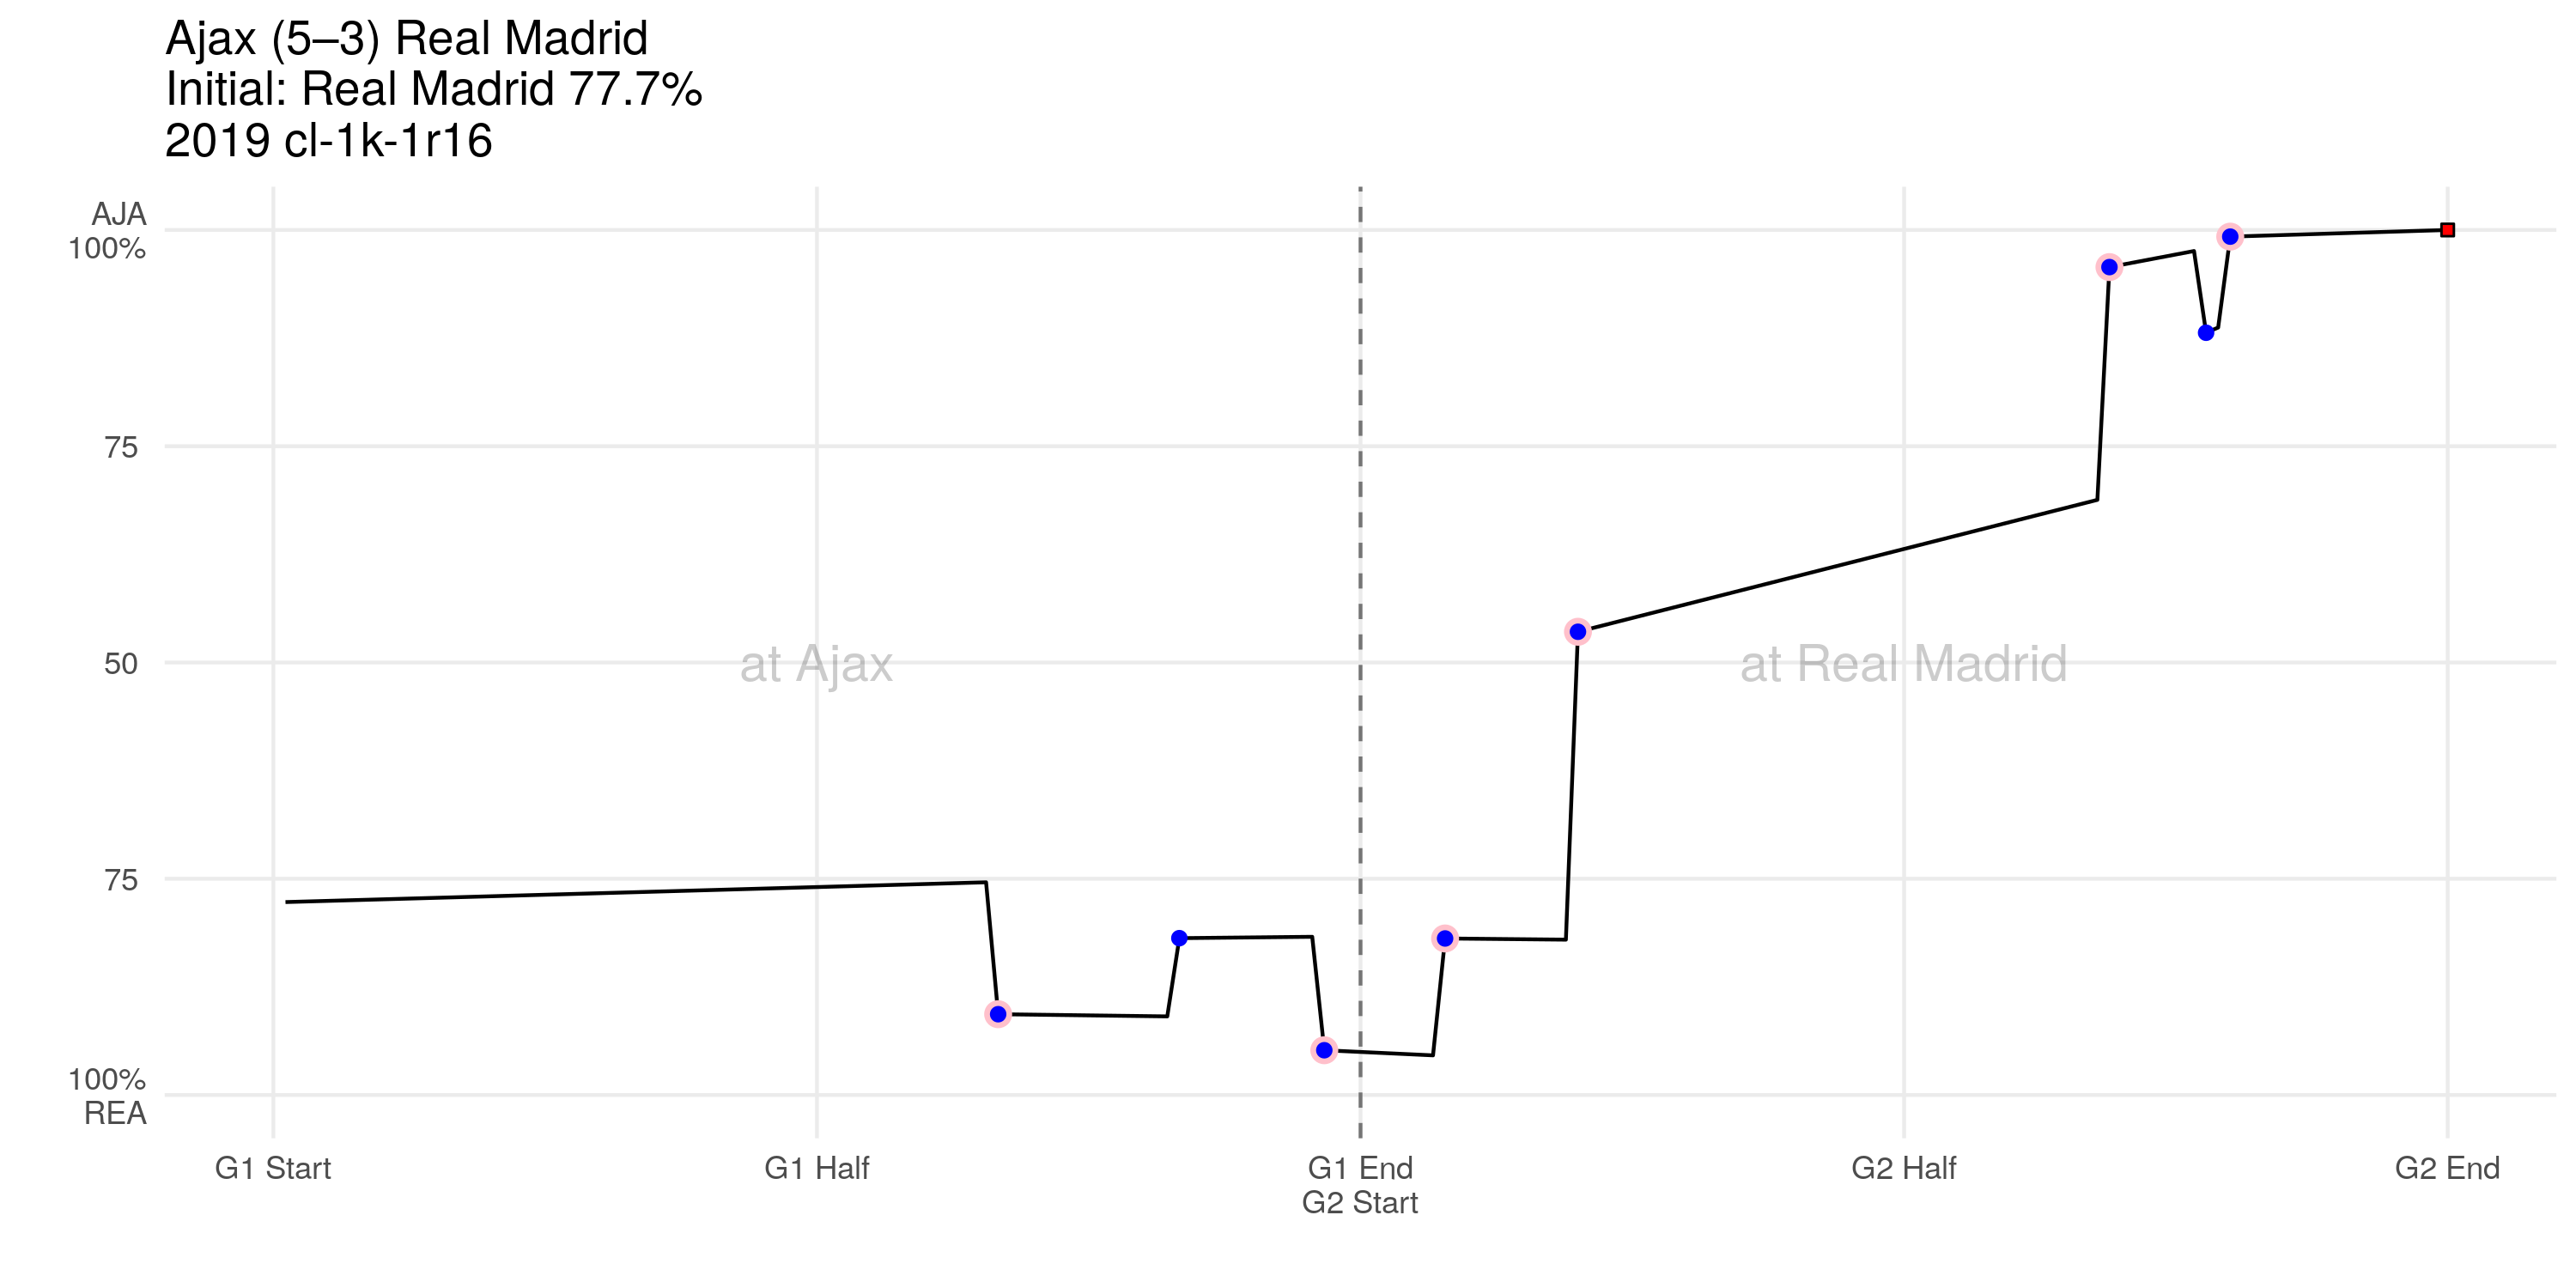 Ajax (5–3) Real Madrid
Initial: Real Madrid 77.7%
2019 cl-1k-1r16
AJA
100%
75
50
at Ajax
at Real Madrid
75
100%
REA
G1 Start
G1 Half
G1 End
G2 Start
G2 Half
G2 End